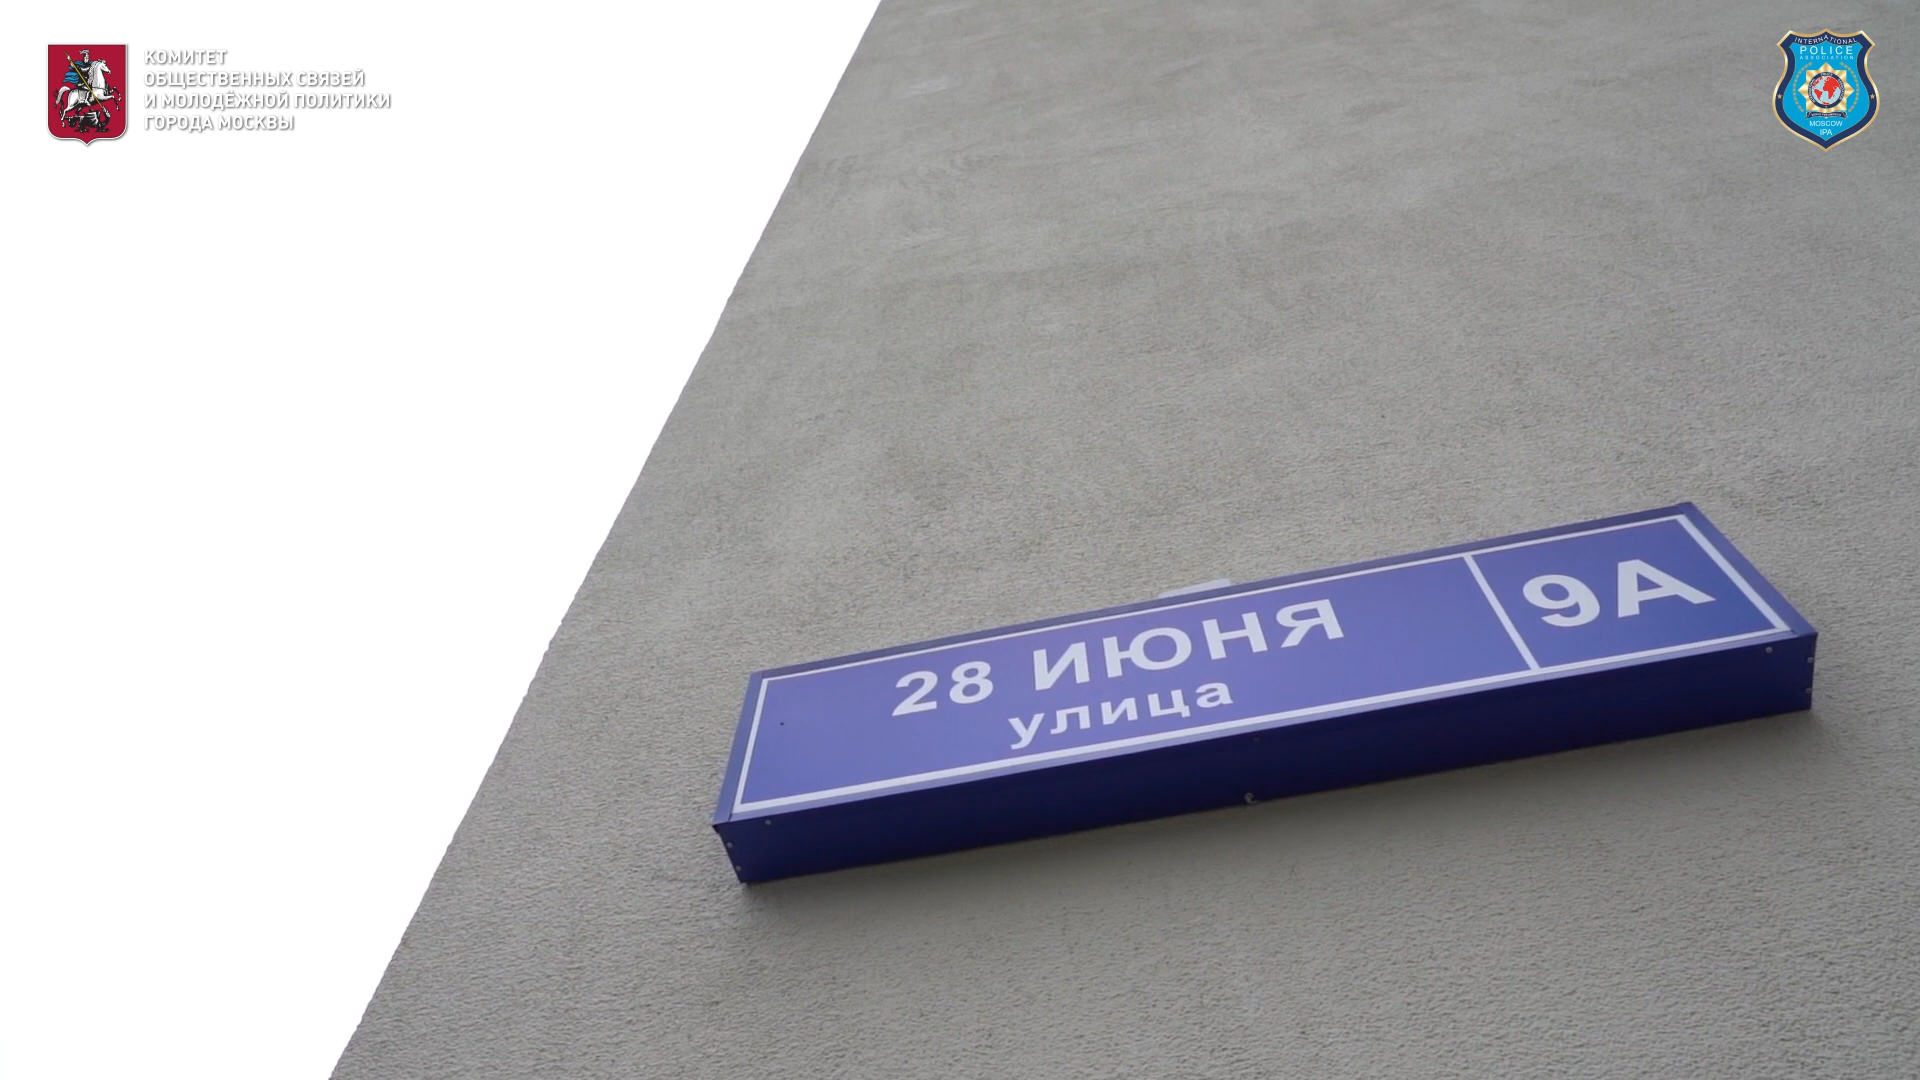 КОМИТЕТ
ОБЩЕСТВЕННЫХ СВЯЗЕЙ
И МОЛОДЁЖНОЙ ПОЛИТИКИ
ГОРОДА МОСКВЫ
INTERNATIONAL
POLICE
ASSOCIATION
MOSCOW
IPA
28 ИЮНЯ
улица
9А